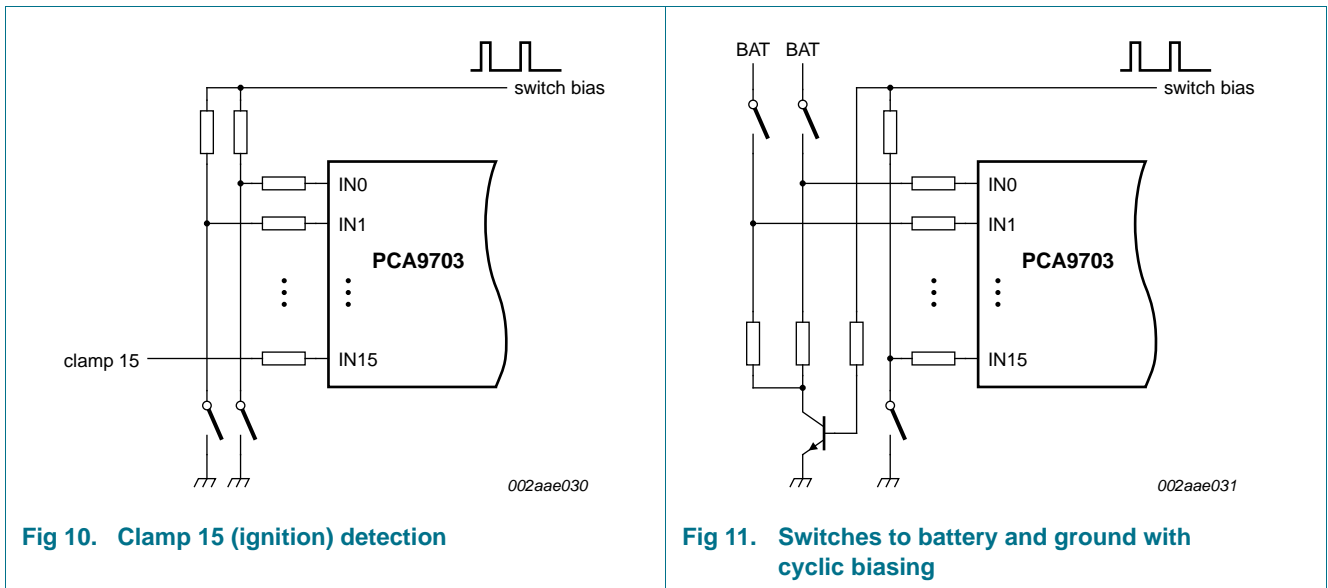 switch bias
IN0
IN1
PCA9703
clamp 15
IN15
002aae030
Fig 10. Clamp 15 (ignition) detection
BAT BAT
switch bias
IN0
IN1
PCA9703
IN15
002aae031
Fig 11. Switches to battery and ground with
cyclic biasing